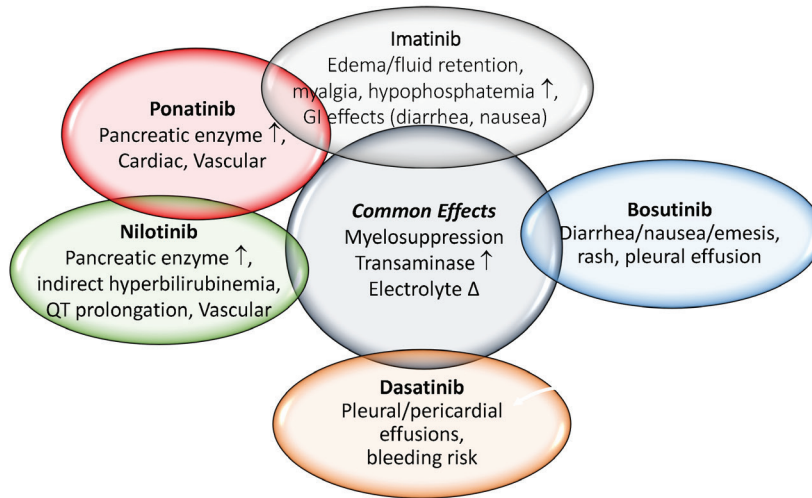 Imatinib
Edema/fluid retention,
myalgia, hypophosphatemia ↑,
GI effects (diarrhea, nausea)
Ponatinib
Pancreatic enzyme ↑,
Cardiac, Vascular
Common Effects
Myelosuppression
Transaminase ↑
Electrolyte Δ
Bosutinib
Diarrhea/nausea/emesis,
rash, pleural effusion
Nilotinib
Pancreatic enzyme ↑,
indirect hyperbilirubinemia,
QT prolongation, Vascular
Dasatinib
Pleural/pericardial
effusions,
bleeding risk